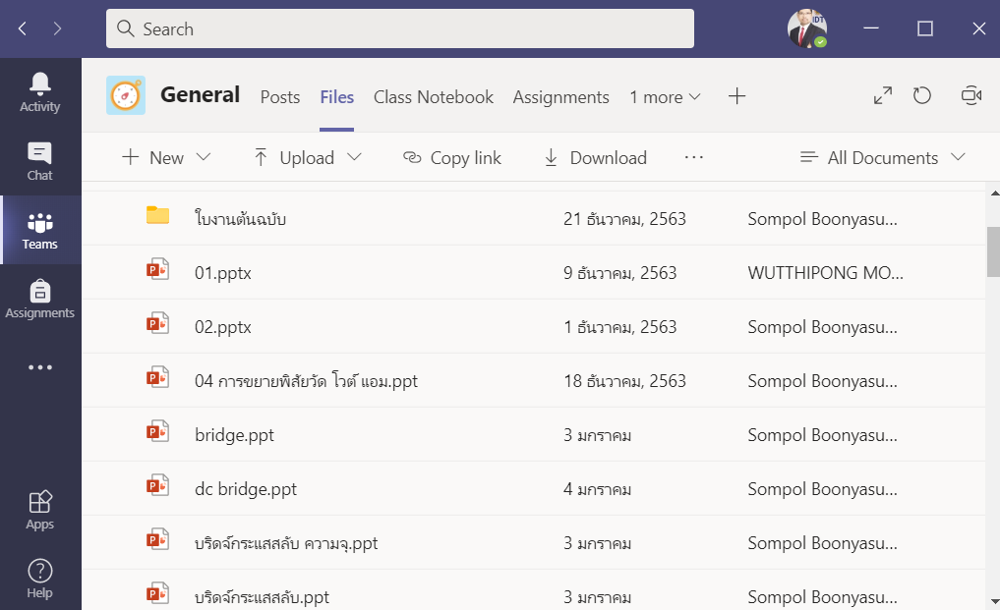 Search
IDT
Activity
Chat
Teams
Assignments
Apps
Help
General Posts Files Class Notebook Assignments 1 more
New Upload Copy link Download ... All Documents
ใบงานต้นฉบับ 21 ธันวาคม, 2563 Sompol Boonyasu...
P 01.pptx 9 ธันวาคม, 2563 WUTTHIPONG MO...
P 02.pptx 1 ธันวาคม, 2563 Sompol Boonyasu...
P 04 การขยายพิสัยวัด โวต์ แอม.ppt 18 ธันวาคม, 2563 Sompol Boonyasu...
P bridge.ppt 3 มกราคม Sompol Boonyasu...
P dc bridge.ppt 4 มกราคม Sompol Boonyasu...
P บริดจ์กระแสสลับ ความจุ.ppt 3 มกราคม Sompol Boonyasu...
P บริดจ์กระแสสลับ.ppt 3 มกราคม Sompol Boonyasu...